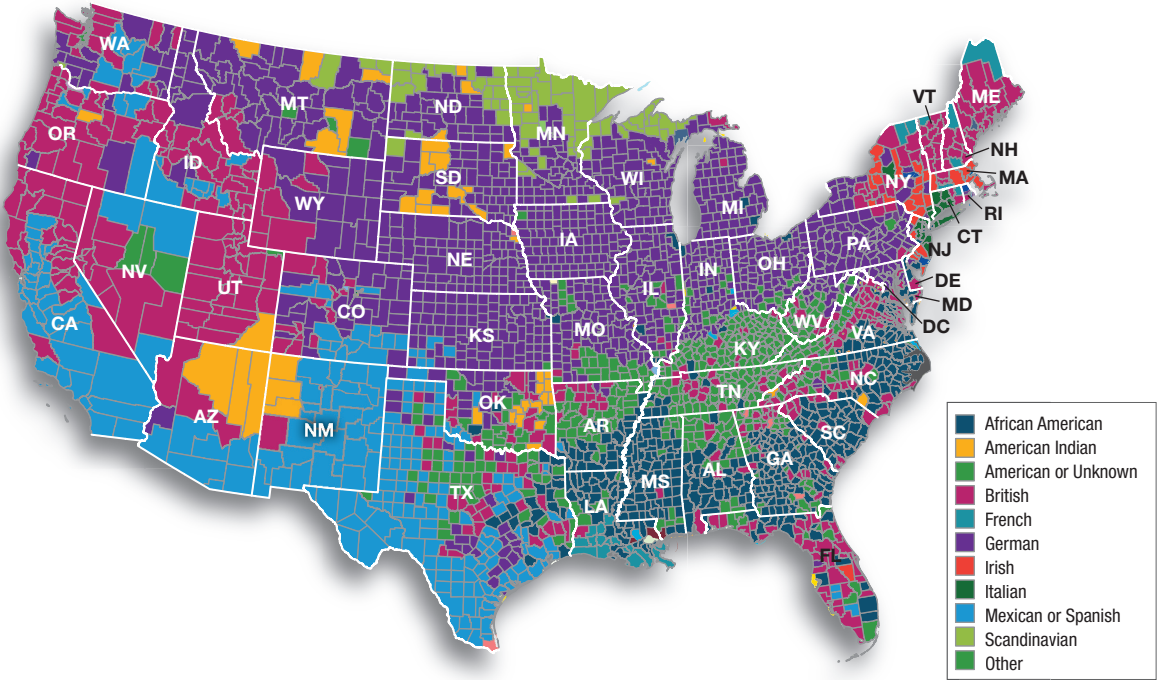 WA
MT
ND
MN
VT
ME
OR
ID
SD
WI
NH
MA
NY
WY
MI
RI
CT
IA
PA
NJ
NE
IN
OH
NV
UT
IL
DE
MD
DC
CO
CA
KS
MO
WV
VA
KY
NC
TN
OK
AZ
NM
AR
SC
GA
AL
MS
TX
LA
FL
African American
American Indian
American or Unknown
British
French
German
Irish
Italian
Mexican or Spanish
Scandinavian
Other